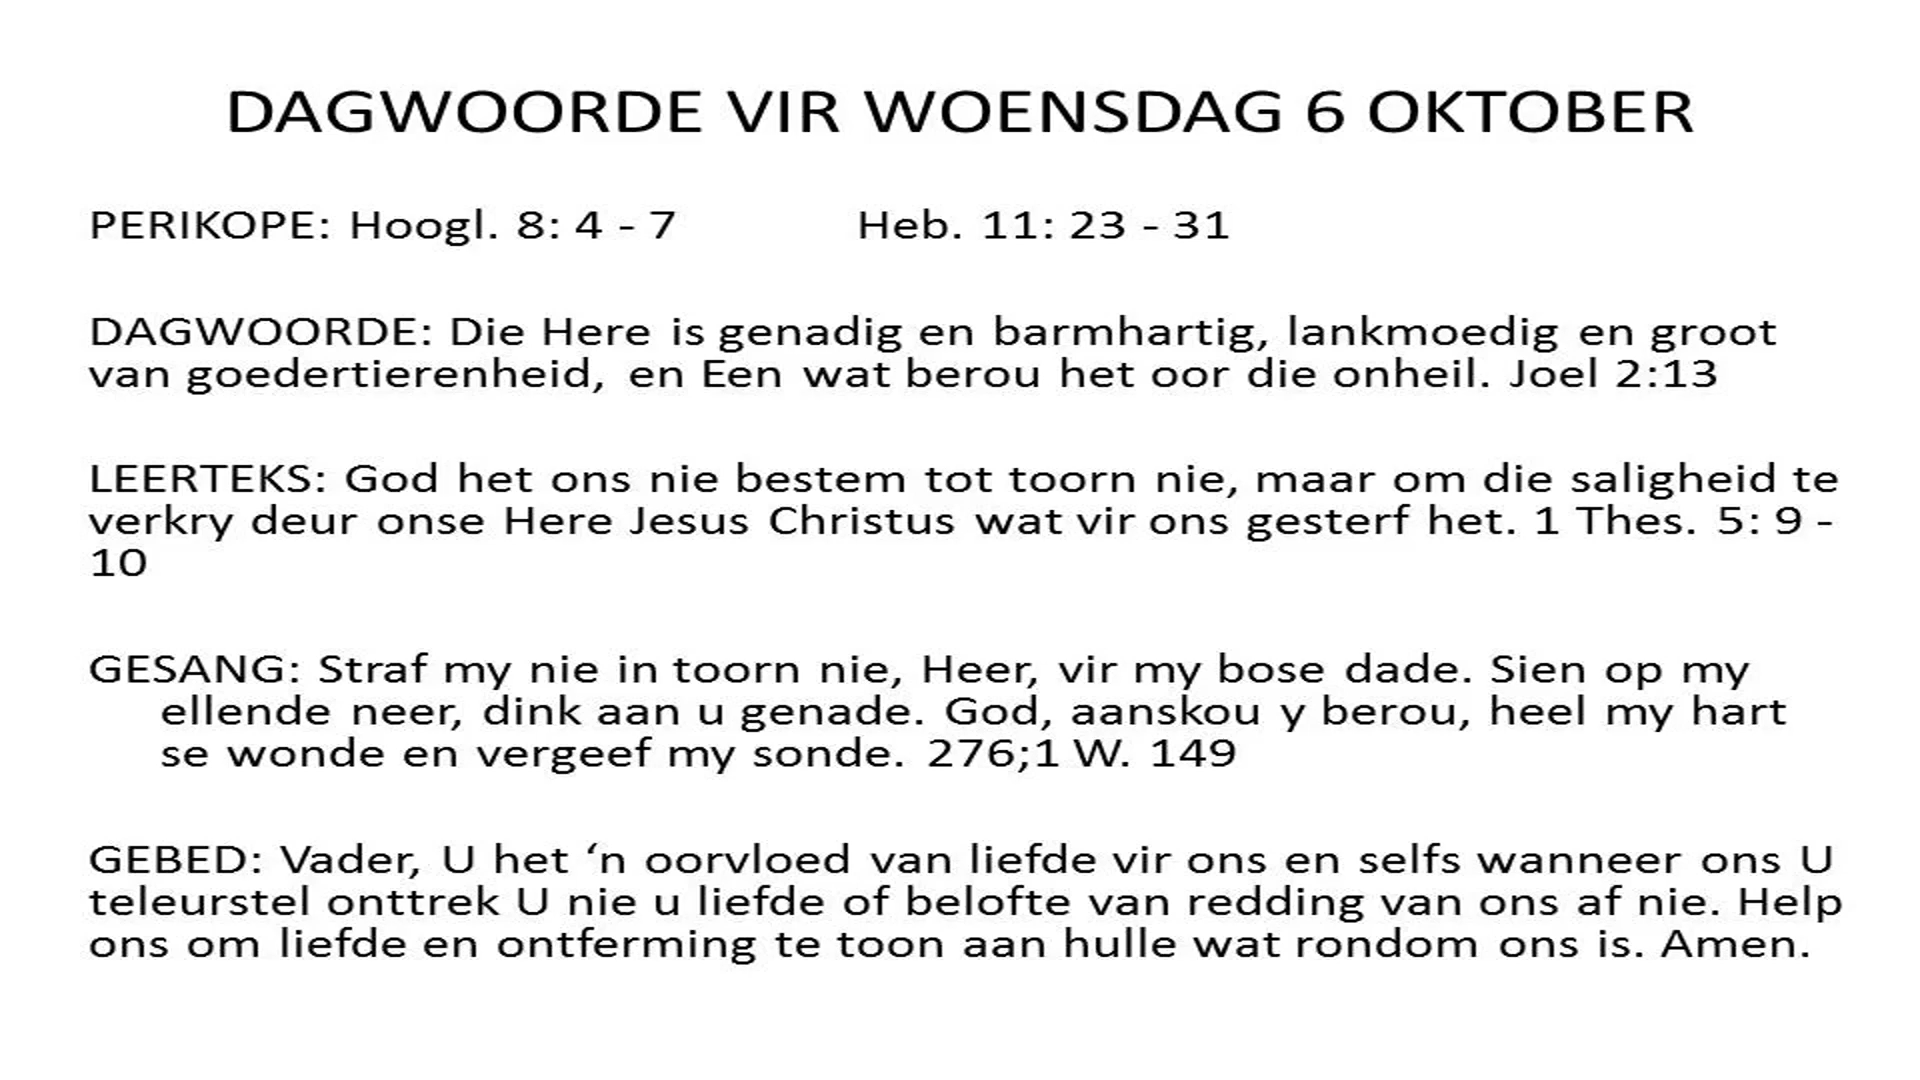 DAGWOORDE VIR WOENSDAG 6 OKTOBER
PERIKOPE: Hoogl. 8: 4 - 7 Heb. 11: 23 - 31
DAGWOORDE: Die Here is genadig en barmhartig, lankmoedig en groot
van goedertierenheid, en Een wat berou het oor die onheil. Joel 2:13
LEERTEKS: God het ons nie bestem tot toorn nie, maar om die saligheid te
verkry deur onse Here Jesus Christus wat vir ons gesterf het. 1 Thes. 5: 9 -
10
GESANG: Straf my nie in toorn nie, Heer, vir my bose dade. Sien op my
ellende neer, dink aan u genade. God, aanskou y berou, heel my hart
se wonde en vergeef my sonde. 276;1 W. 149
GEBED: Vader, U het ‘n oorvloed van liefde vir ons en selfs wanneer ons U
teleurstel onttrek U nie u liefde of belofte van redding van ons af nie. Help
ons om liefde en ontferming te toon aan hulle wat rondom ons is. Amen.